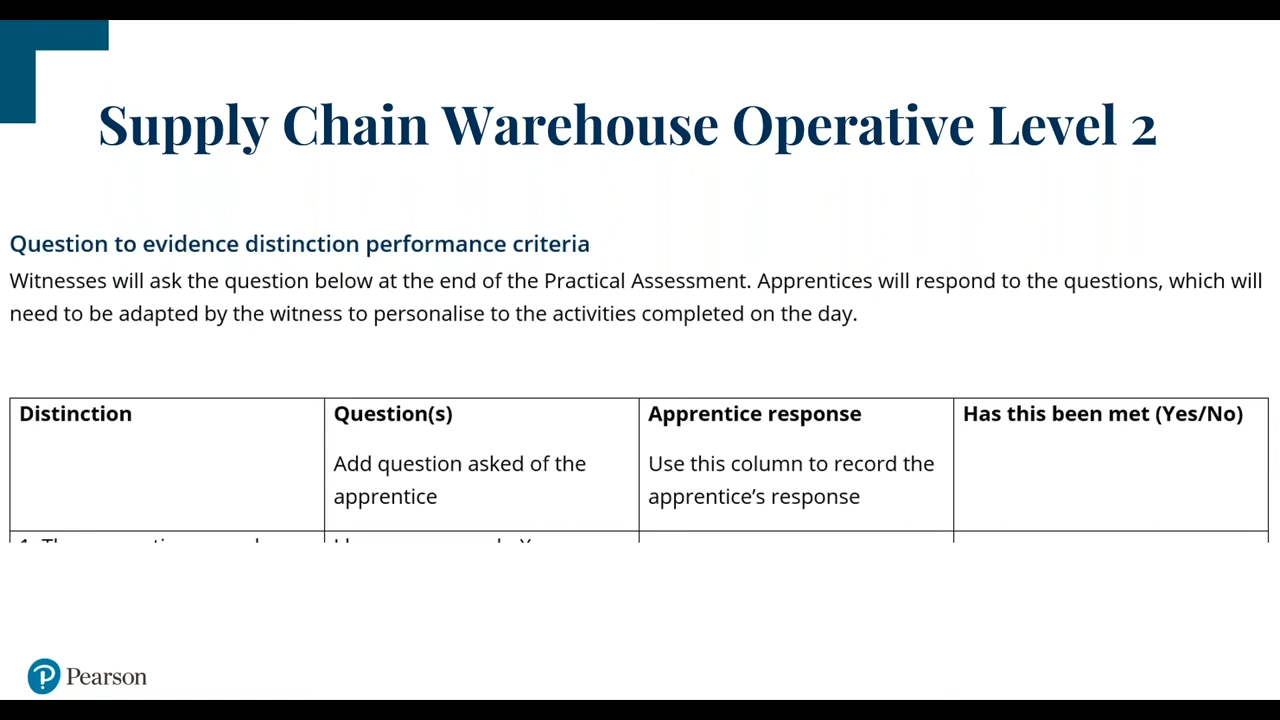 Supply Chain Warehouse Operative Level 2
Question to evidence distinction performance criteria
Witnesses will ask the question below at the end of the Practical Assessment. Apprentices will respond to the questions, which will
need to be adapted by the witness to personalise to the activities completed on the day.
Distinction
Question(s)
Add question asked of the
apprentice
Apprentice response
Use this column to record the
apprentice’s response
Has this been met (Yes/No)
Pearson